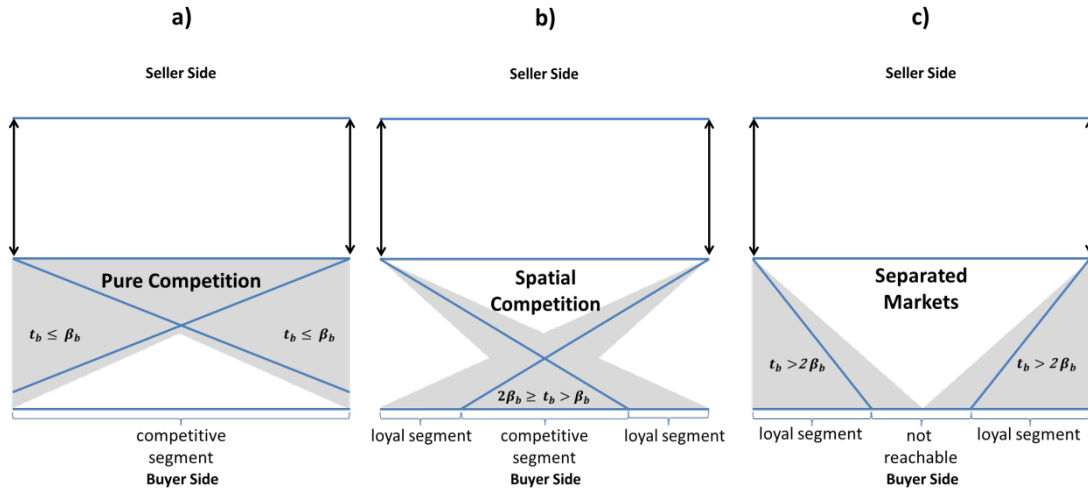 a)
Seller Side
Pure Competition
t_b ≤ β_b
t_b ≤ β_b
competitive
segment
Buyer Side
b)
Seller Side
Spatial
Competition
2β_b ≥ t_b > β_b
loyal segment
competitive
segment
loyal segment
Buyer Side
c)
Seller Side
Separated
Markets
t_b > 2β_b
t_b > 2β_b
loyal segment
not
reachable
loyal segment
Buyer Side